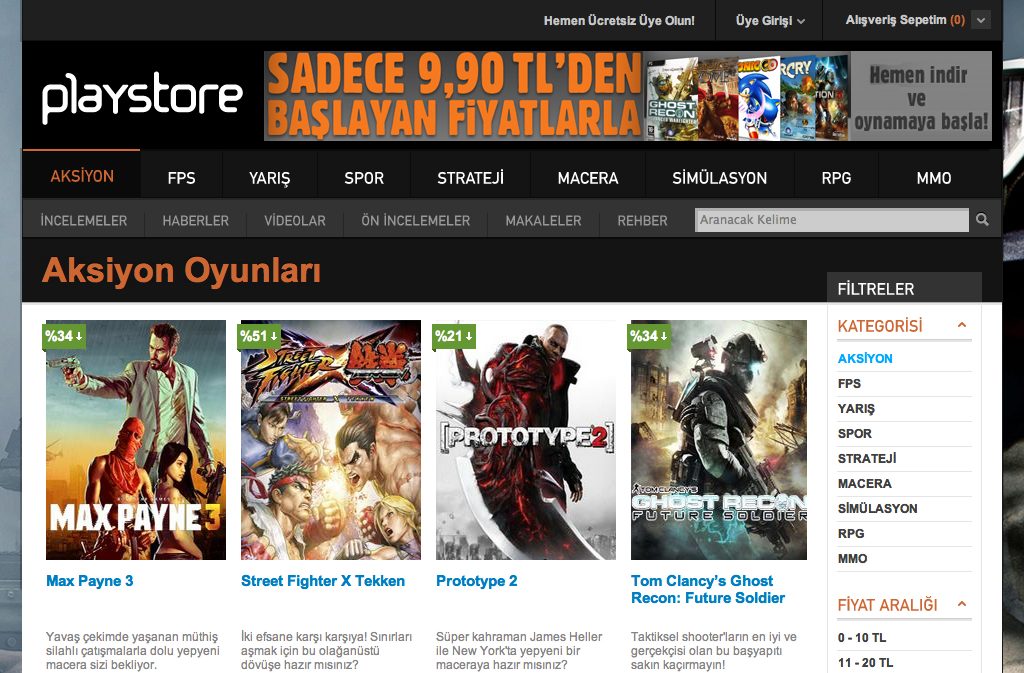 Hemen Ücretsiz Üye Olun!
Üye Girişi
Alışveriş Sepetim (0)
playstore
SADECE 9,90 TL'DEN
BAŞLAYAN FİYATLARLA
Hemen indir
ve
oynamaya başla!
GHOST RECON
SONIC
AKSİYON
FPS
YARIŞ
SPOR
STRATEJİ
MACERA
SİMÜLASYON
RPG
MMO
İNCELEMELER
HABERLER
VİDEOLAR
ÖN İNCELEMELER
MAKALELER
REHBER
Aranacak Kelime
Aksiyon Oyunları
FİLTRELER
%34
%51
%21
%34
MAX PAYNE 3
STREET FIGHTER X TEKKEN
STREET FIGHTER X TEKKEN
[PROTOTYPE2]
TOM CLANCY'S
GHOST RECON
FUTURE SOLDIER
Max Payne 3
Street Fighter X Tekken
Prototype 2
Tom Clancy's Ghost
Recon: Future Soldier
Yavaş çekimde yaşanan müthiş
silahlı çatışmalarla dolu yepyeni
macera sizi bekliyor.
İki efsane karşı karşıya! Sınırları
aşmak için bu olağanüstü
dövüşe hazır mısınız?
Süper kahraman James Heller
ile New York'ta yepyeni bir
maceraya hazır mısınız?
Taktiksel shooter'ların en iyi ve
gerçekçisi olan bu başyapıtı
sakın kaçırmayın!
KATEGORİSİ
AKSİYON
FPS
YARIŞ
SPOR
STRATEJİ
MACERA
SİMÜLASYON
RPG
MMO
FİYAT ARALIĞI
0 - 10 TL
11 - 20 TL